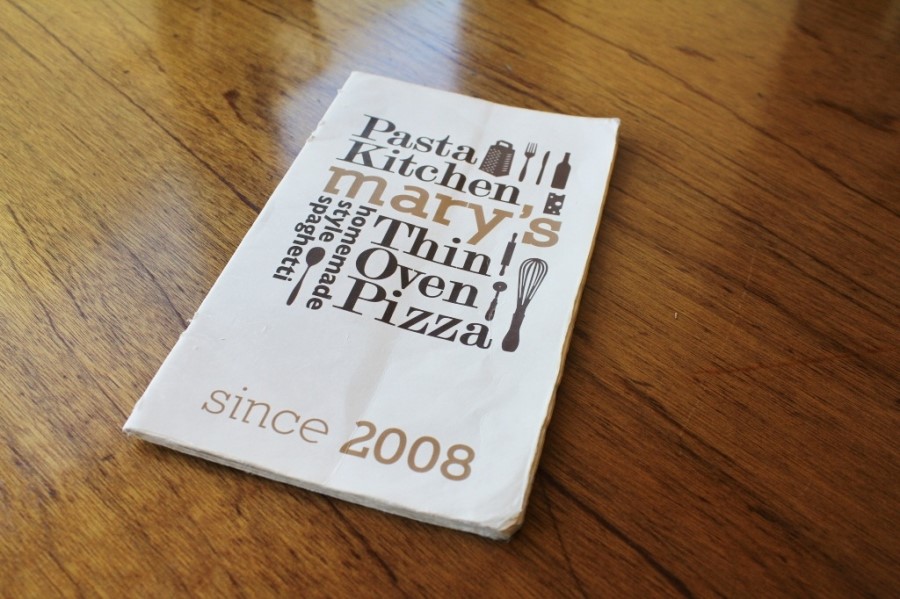 Pasta
Kitchen
mary's
homemade
style
spaghetti
Thin
Oven
Pizza
since 2008